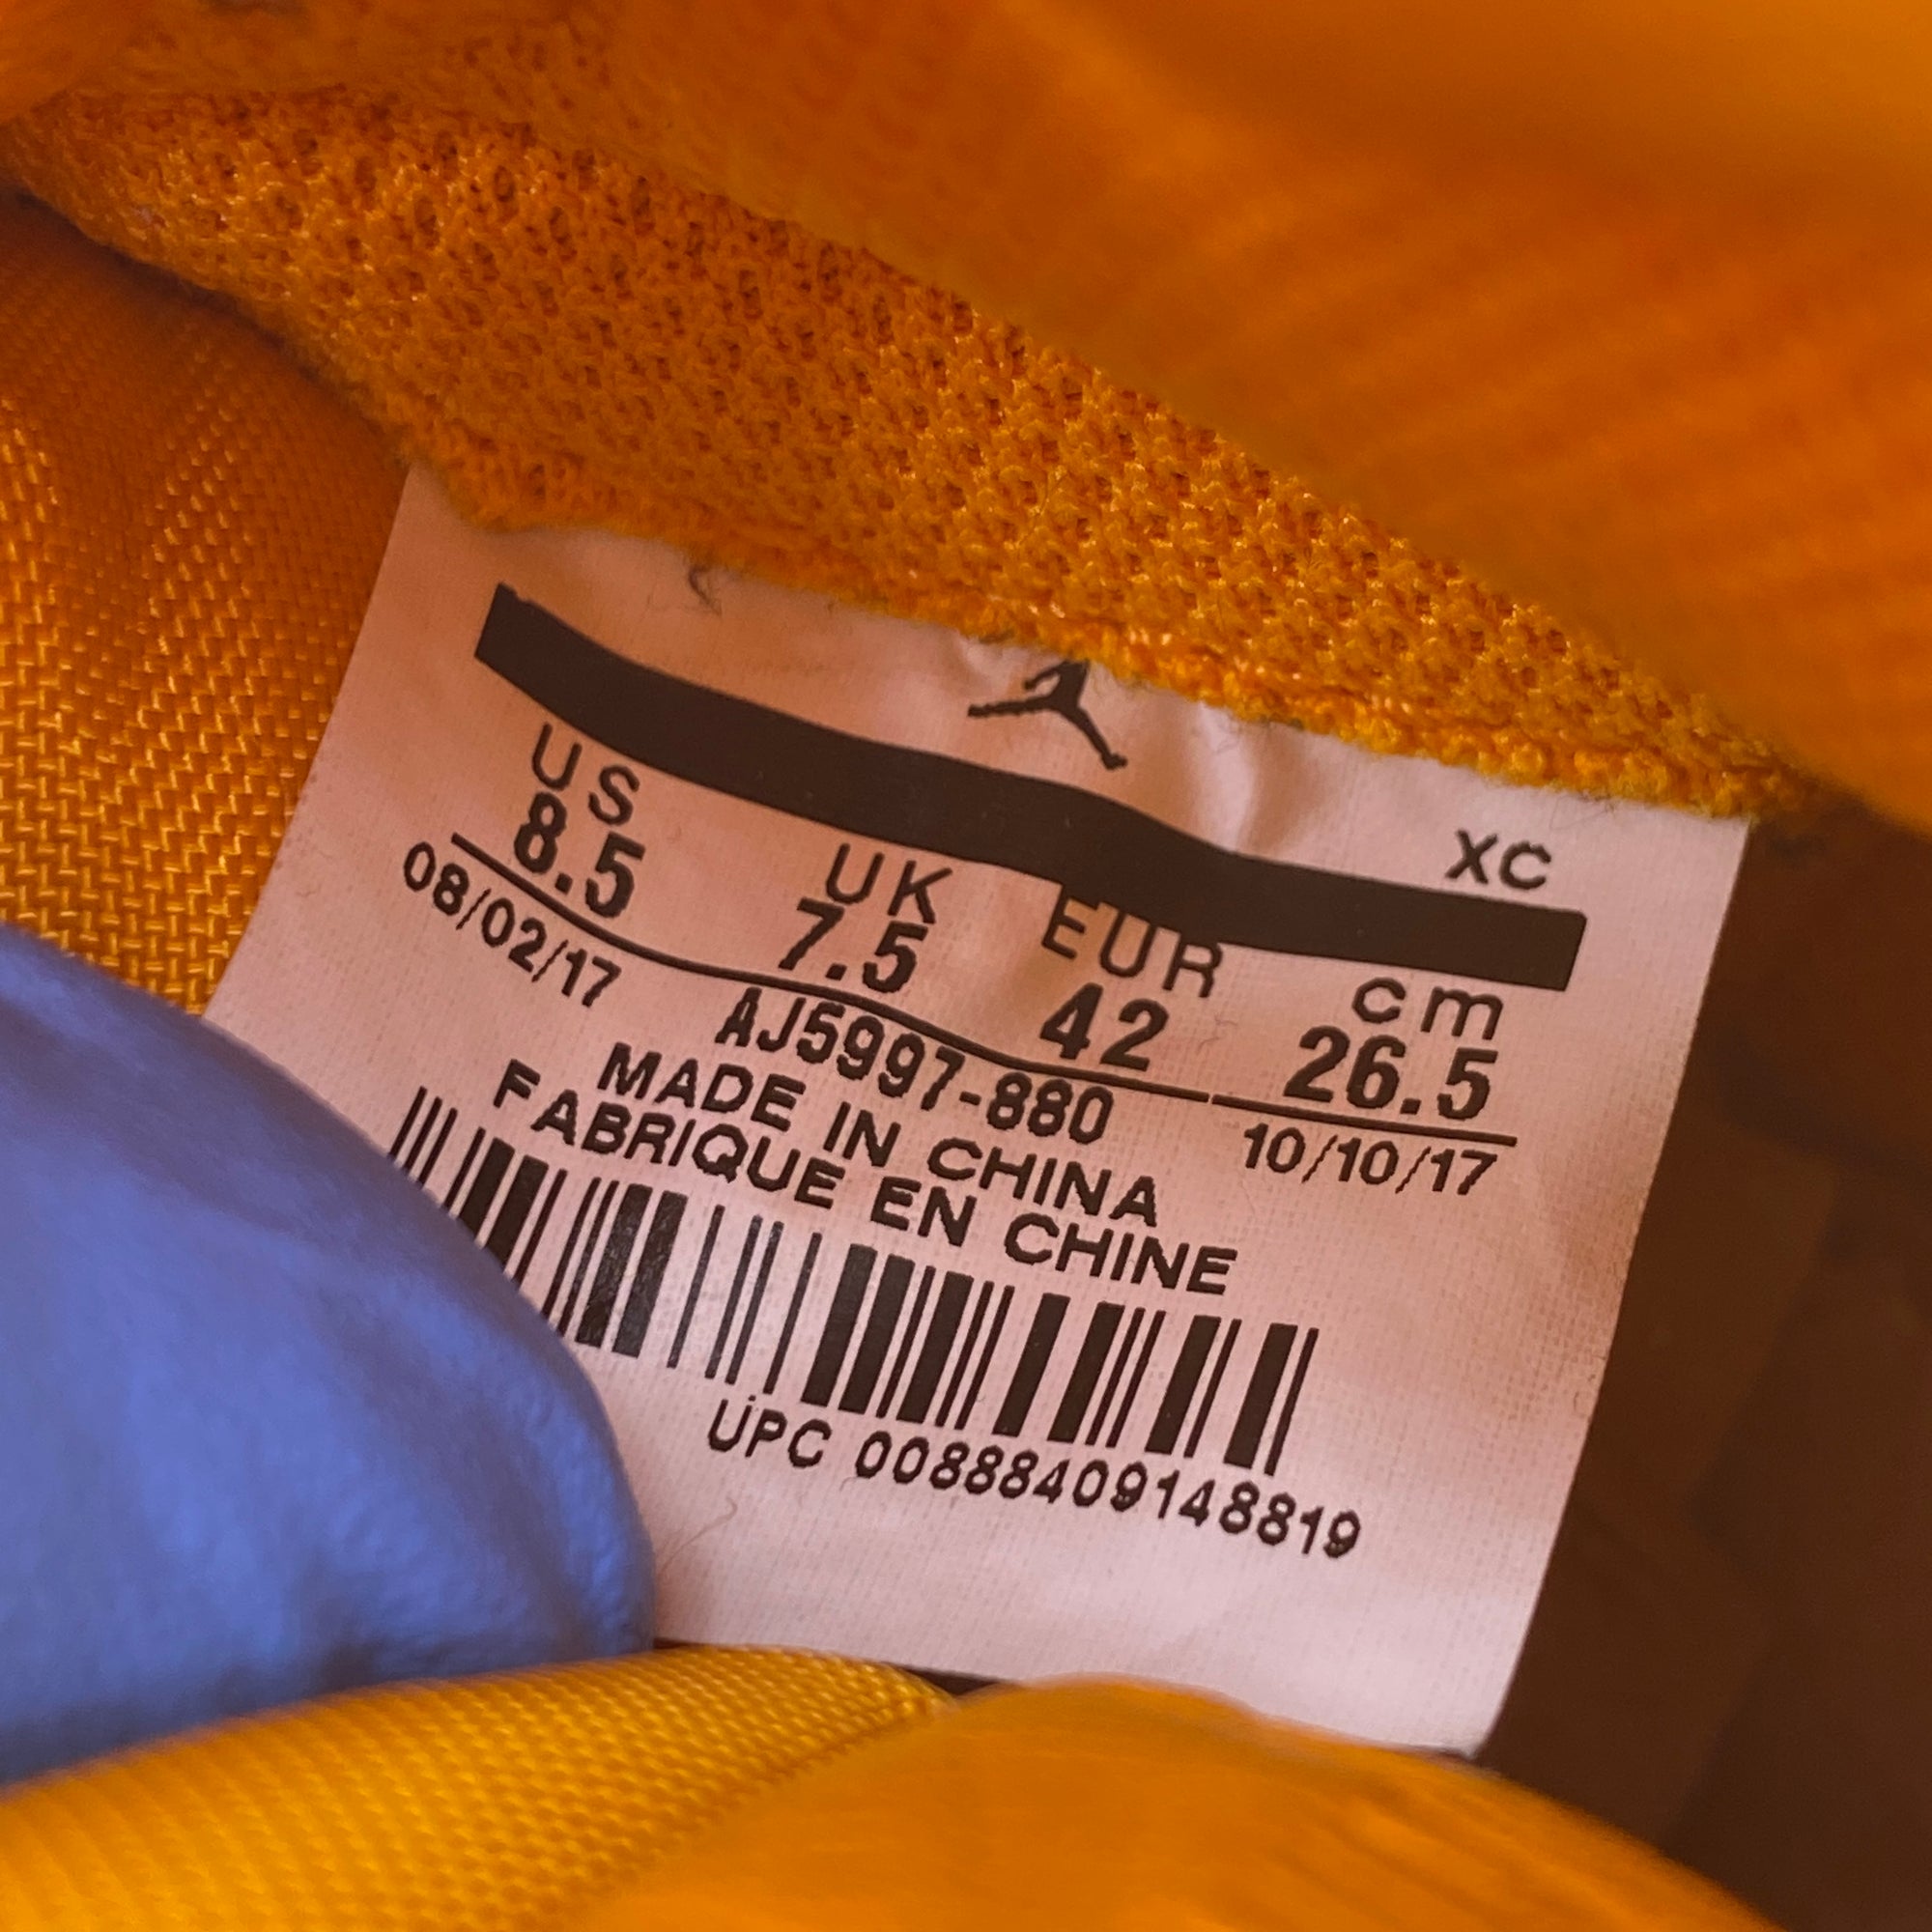 XC
US UK EUR cm
8.5 7.5 42 26.5
08/02/17 AJ5997-880 10/10/17
MADE IN CHINA
FABRIQUE EN CHINE
UPC 00888409148819